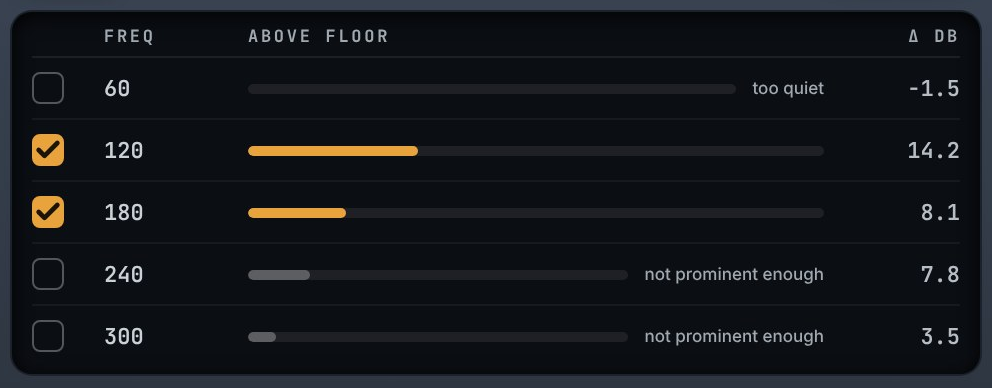 FREQ ABOVE FLOOR Δ DB
60 too quiet -1.5
120 14.2
180 8.1
240 not prominent enough 7.8
300 not prominent enough 3.5